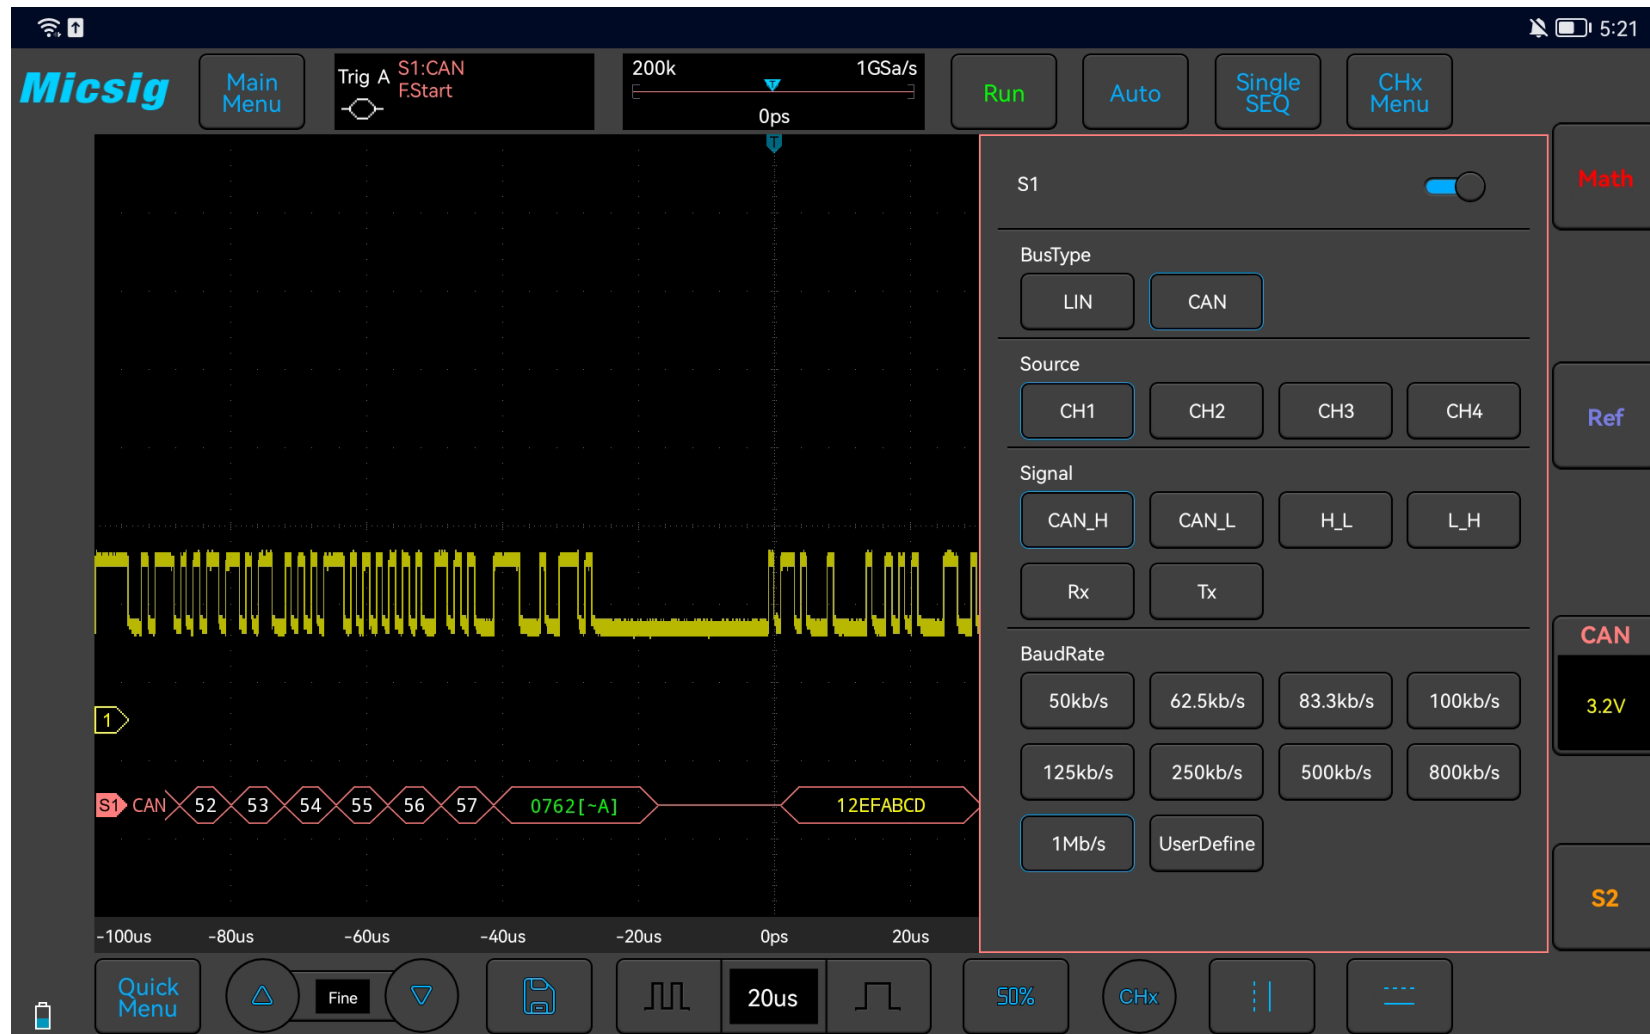 5:21
Micsig
Main
Menu
Trig A
S1:CAN
F.Start
200k 1GSa/s
T
0ps
Run
Auto
Single
SEQ
CHx
Menu
T
S1
BusType
LIN CAN
Source
CH1 CH2 CH3 CH4
Signal
CAN_H CAN_L H_L L_H
Rx Tx
BaudRate
50kb/s 62.5kb/s 83.3kb/s 100kb/s
125kb/s 250kb/s 500kb/s 800kb/s
1Mb/s UserDefine
Math
Ref
CAN
3.2V
S2
1
S1 CAN 52 53 54 55 56 57 0762[~A] 12EFABCD
-100us -80us -60us -40us -20us 0ps 20us
Quick
Menu
Fine
20us
50%
CHx